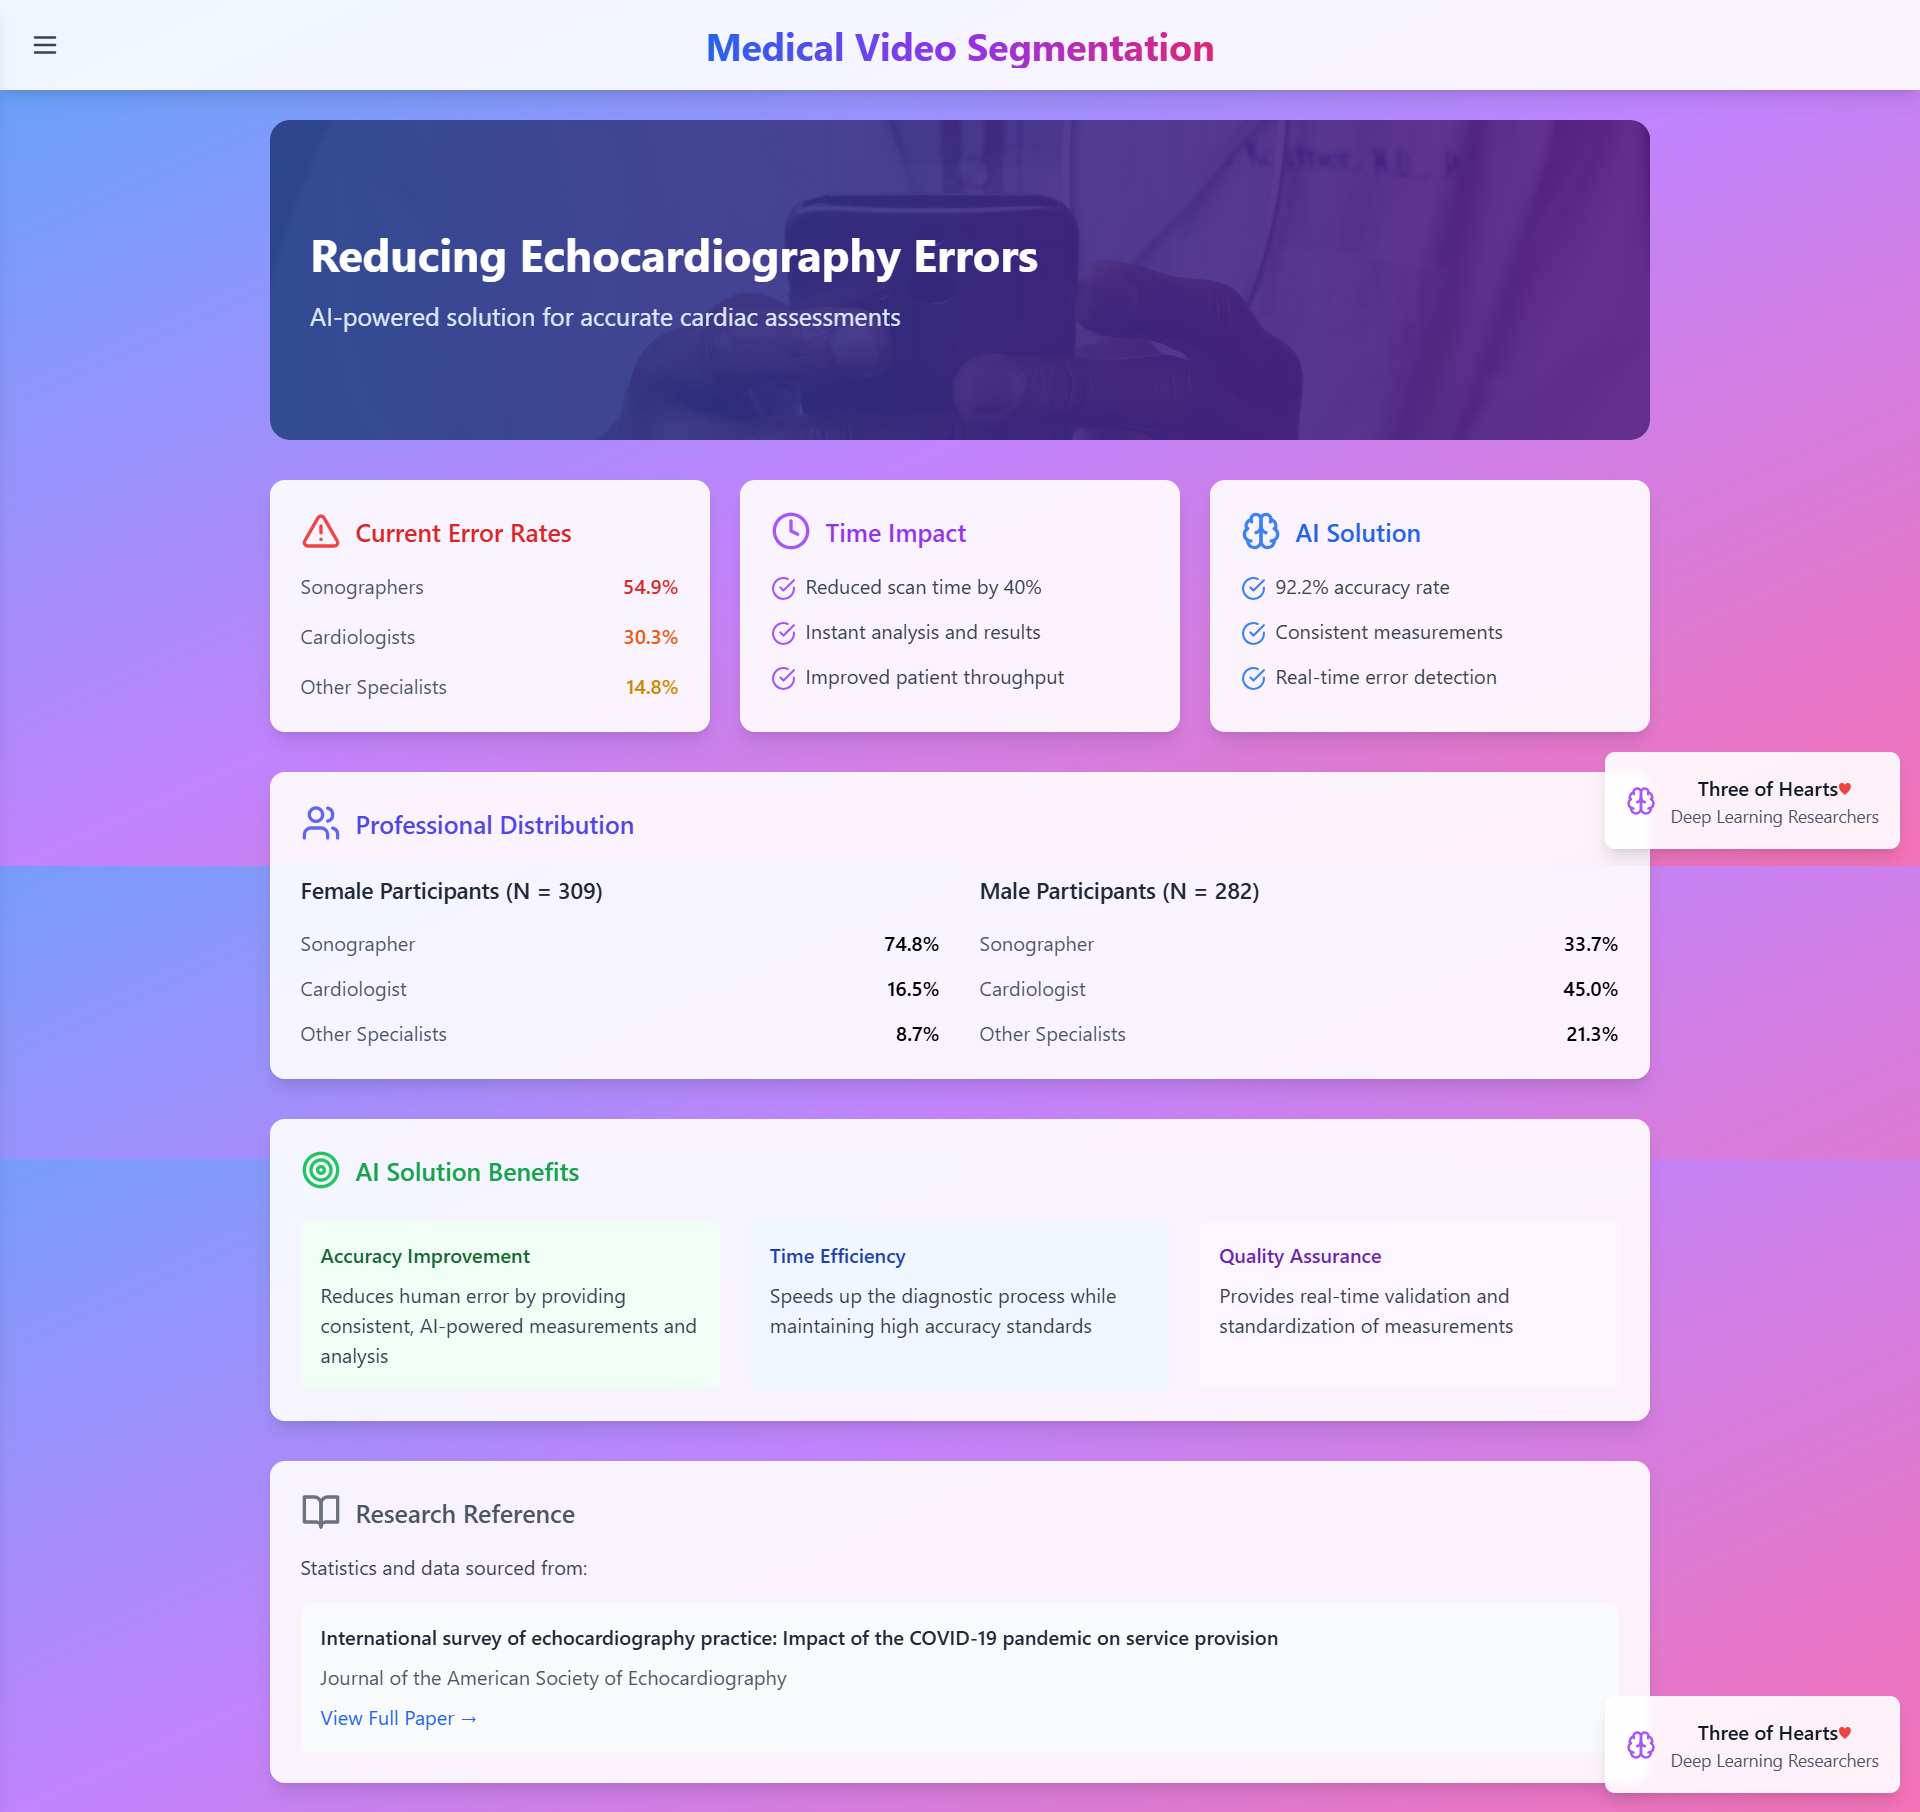 Medical Video Segmentation
Reducing Echocardiography Errors
AI-powered solution for accurate cardiac assessments
Current Error Rates
Sonographers 54.9%
Cardiologists 30.3%
Other Specialists 14.8%
Time Impact
Reduced scan time by 40%
Instant analysis and results
Improved patient throughput
AI Solution
92.2% accuracy rate
Consistent measurements
Real-time error detection
Three of Hearts♥
Deep Learning Researchers
Professional Distribution
Female Participants (N = 309)
Sonographer 74.8%
Cardiologist 16.5%
Other Specialists 8.7%
Male Participants (N = 282)
Sonographer 33.7%
Cardiologist 45.0%
Other Specialists 21.3%
AI Solution Benefits
Accuracy Improvement
Reduces human error by providing
consistent, AI-powered measurements and
analysis
Time Efficiency
Speeds up the diagnostic process while
maintaining high accuracy standards
Quality Assurance
Provides real-time validation and
standardization of measurements
Research Reference
Statistics and data sourced from:
International survey of echocardiography practice: Impact of the COVID-19 pandemic on service provision
Journal of the American Society of Echocardiography
View Full Paper →
Three of Hearts♥
Deep Learning Researchers